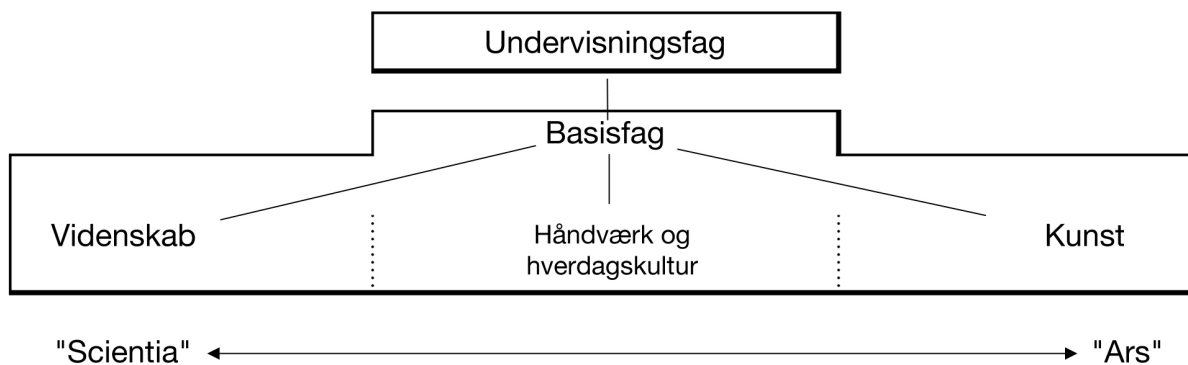 Undervisningsfag
Basisfag
Videnskab
Håndværk og
hverdagskultur
Kunst
"Scientia"
"Ars"